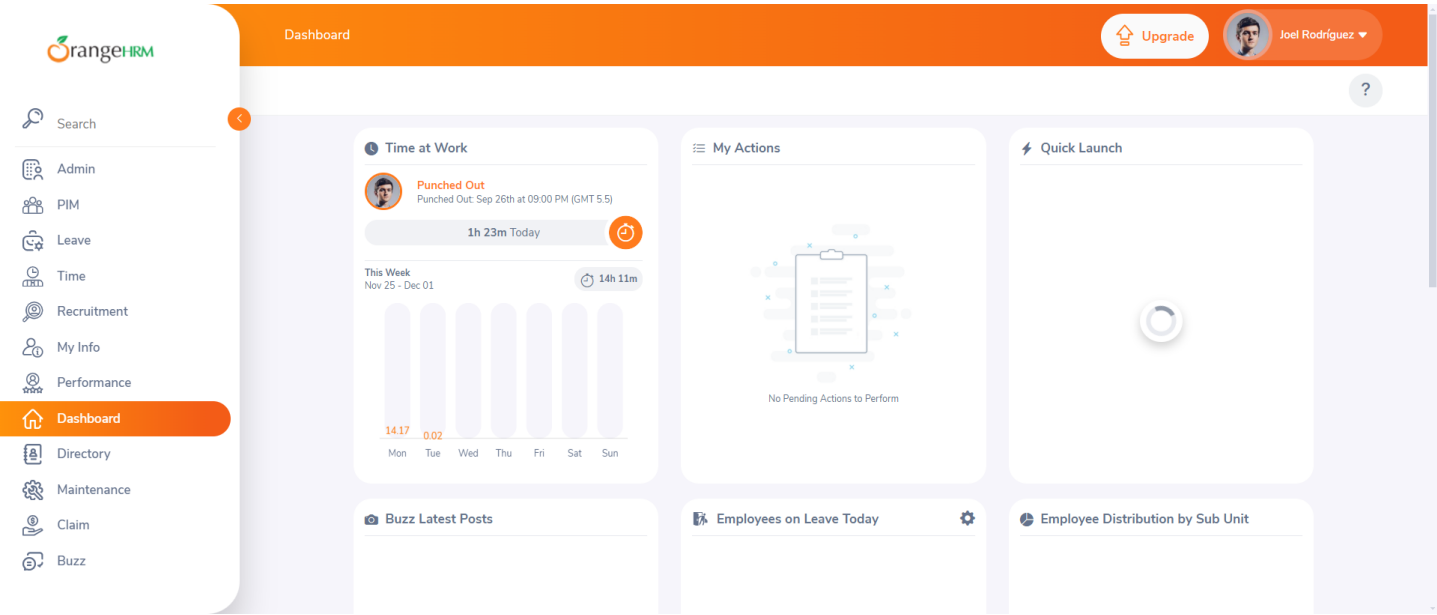 OrangeHRM
Dashboard
Upgrade
Joel Rodríguez
?
Search
Admin
PIM
Leave
Time
Recruitment
My Info
Performance
Dashboard
Directory
Maintenance
Claim
Buzz
Time at Work
Punched Out
Punched Out: Sep 26th at 09:00 PM (GMT 5.5)
1h 23m Today
This Week
Nov 25 - Dec 01
14h 11m
14.17 0.02
Mon Tue Wed Thu Fri Sat Sun
My Actions
No Pending Actions to Perform
Quick Launch
Buzz Latest Posts
Employees on Leave Today
Employee Distribution by Sub Unit